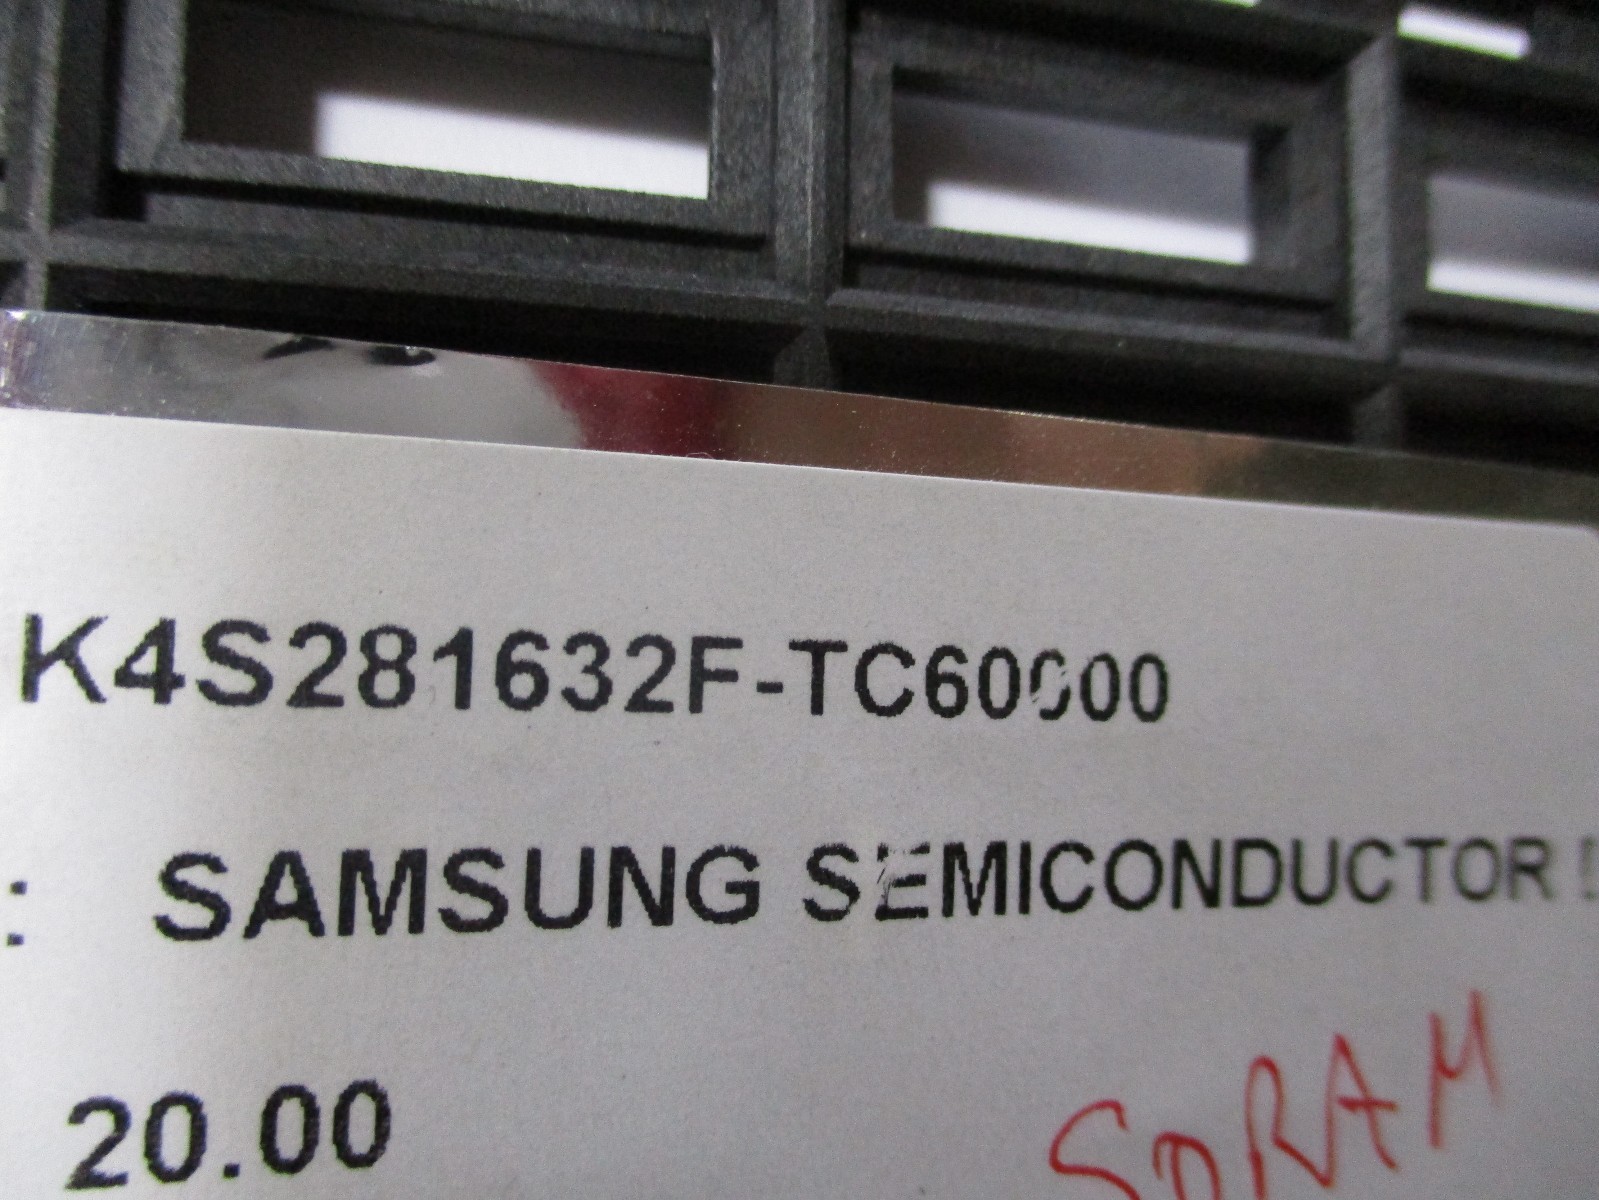 K4S281632F-TC60000
: SAMSUNG SEMICONDUCTOR
20.00
SDRAM